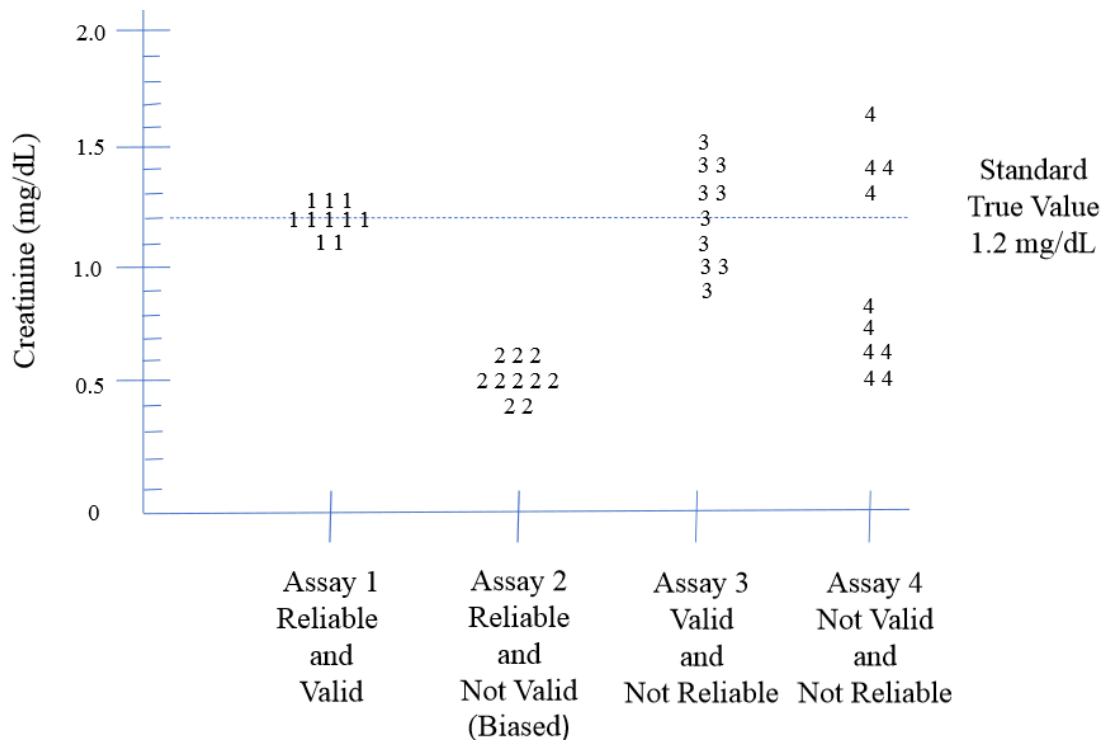 2.0
4
1.5
3
3 3
4 4
3 3
4
1 1 1
1 1 1 1 1
3
1 1
3
1.0
3 3
3
4
4
2 2 2
4 4
0.5
2 2 2 2 2
4 4
2 2
0
Creatinine (mg/dL)
Standard
True Value
1.2 mg/dL
Assay 1
Reliable
and
Valid
Assay 2
Reliable
and
Not Valid
(Biased)
Assay 3
Valid
and
Not Reliable
Assay 4
Not Valid
and
Not Reliable